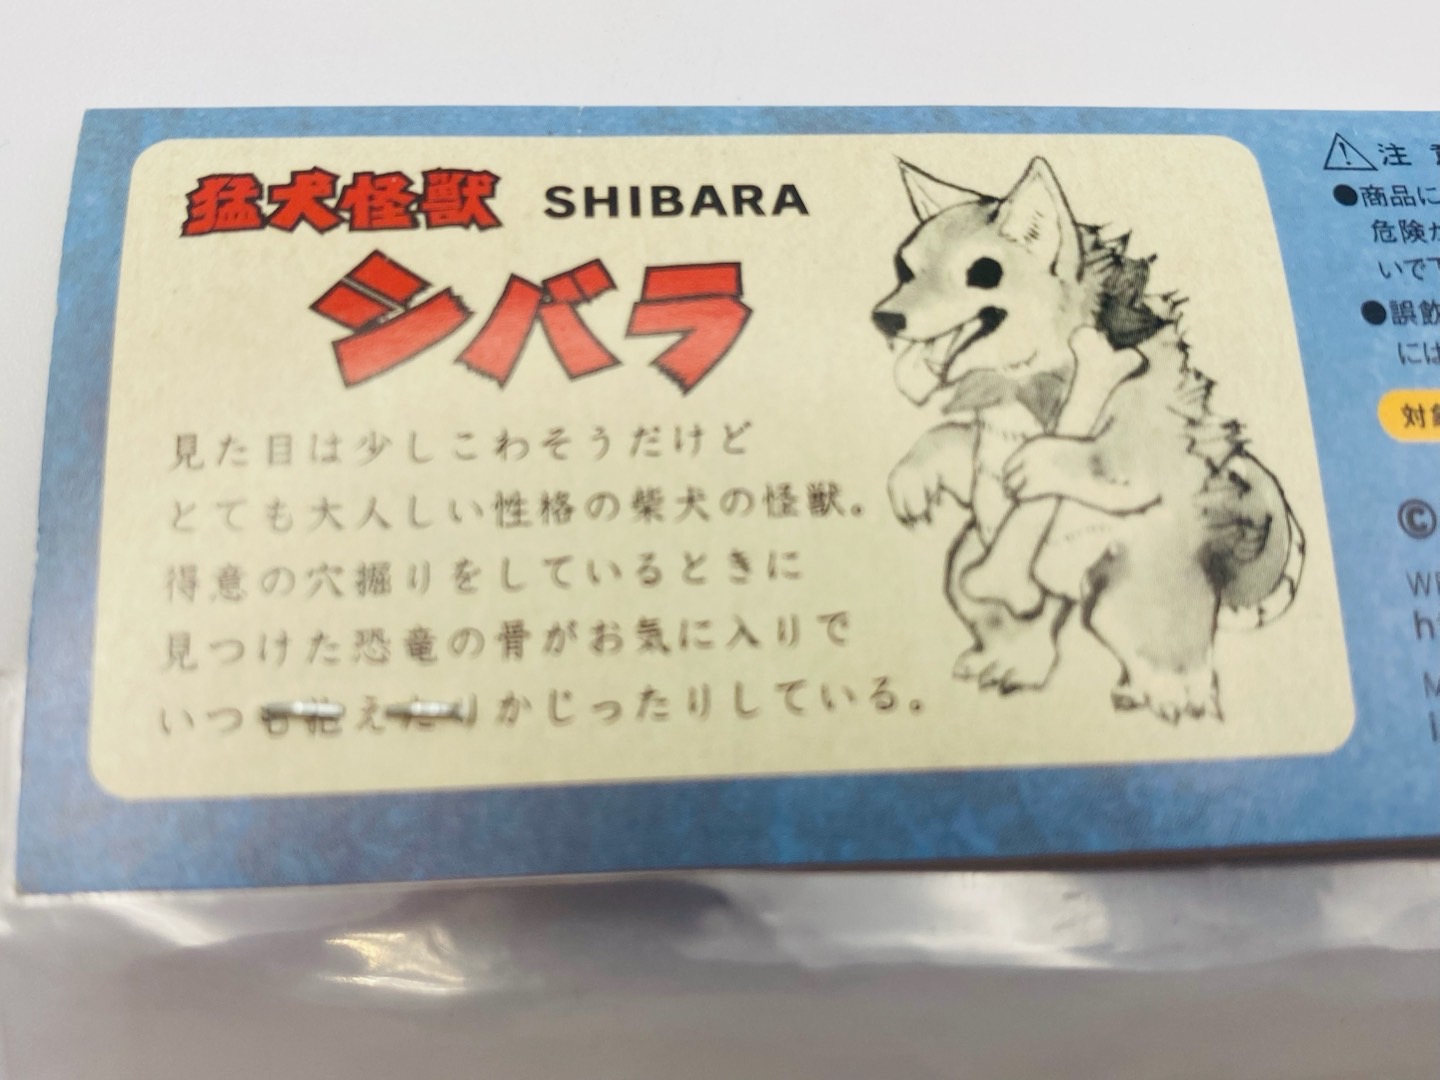 猛犬怪獣 SHIBARA
シバラ
見た目は少しこわそうだけど
とても大人しい性格の柴犬の怪獣。
得意の穴掘りをしているときに
見つけた恐竜の骨がお気に入りで
いつも抱えたりかじったりしている。
⚠注
●商品に
危険
いで
●誤飲
には
対象
©